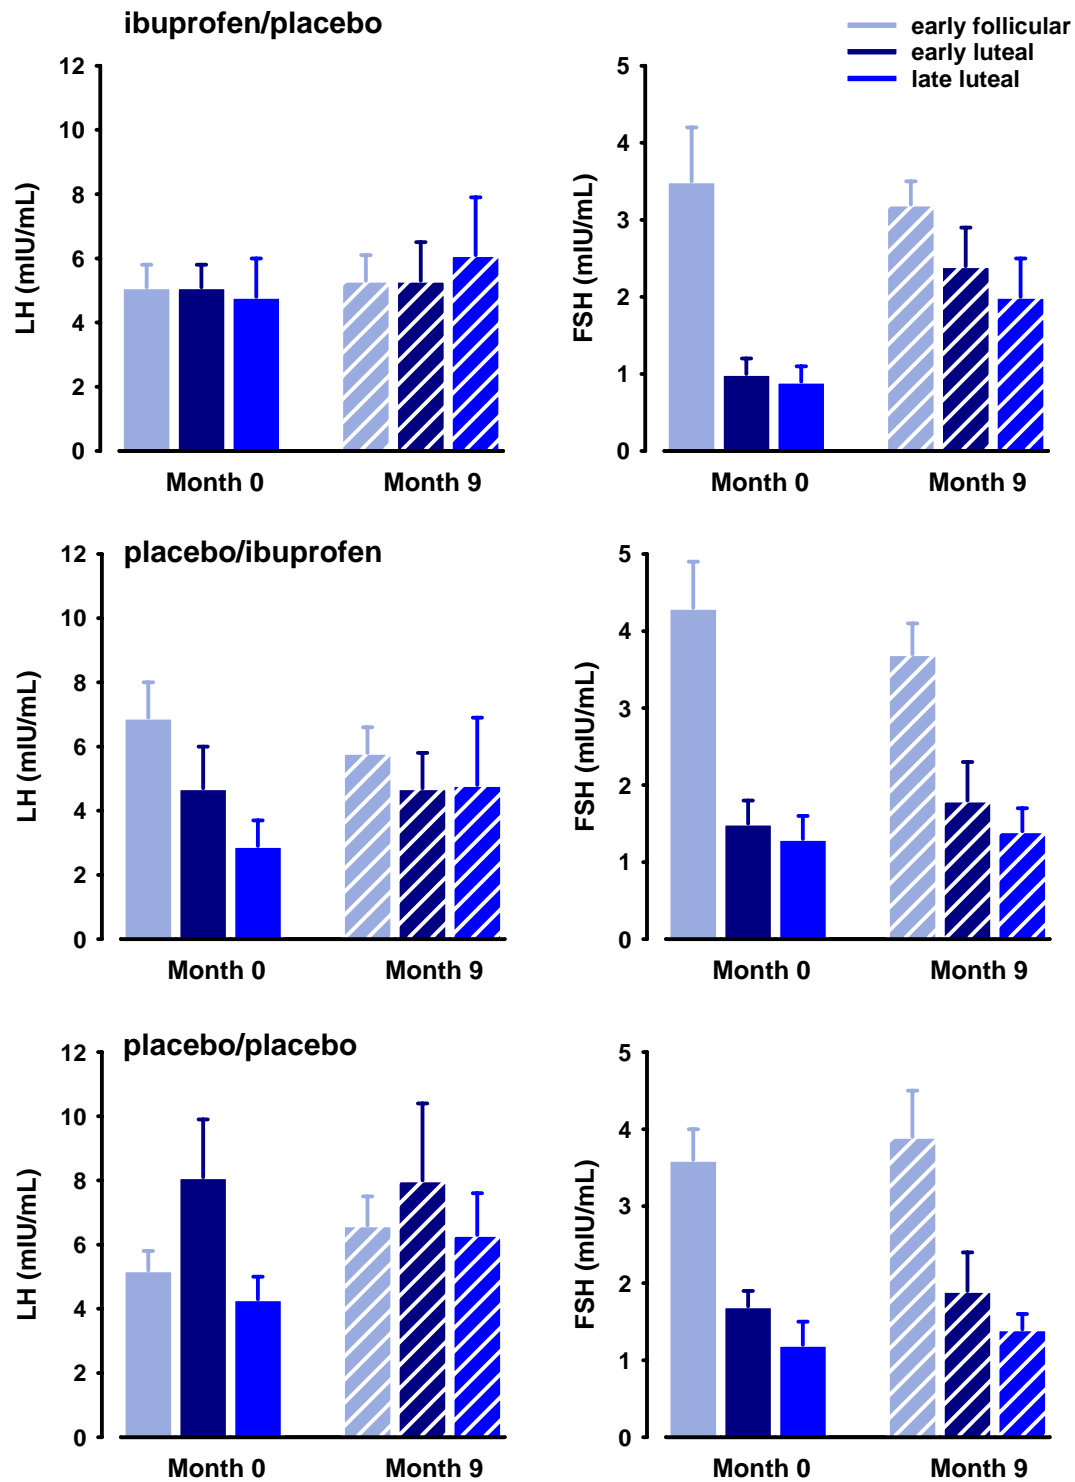 ibuprofen/placebo
early follicular
early luteal
late luteal
LH (mIU/mL)
12
10
8
6
4
2
0
Month 0 Month 9
FSH (mIU/mL)
5
4
3
2
1
0
Month 0 Month 9
placebo/ibuprofen
LH (mIU/mL)
12
10
8
6
4
2
0
Month 0 Month 9
FSH (mIU/mL)
5
4
3
2
1
0
Month 0 Month 9
placebo/placebo
LH (mIU/mL)
12
10
8
6
4
2
0
Month 0 Month 9
FSH (mIU/mL)
5
4
3
2
1
0
Month 0 Month 9